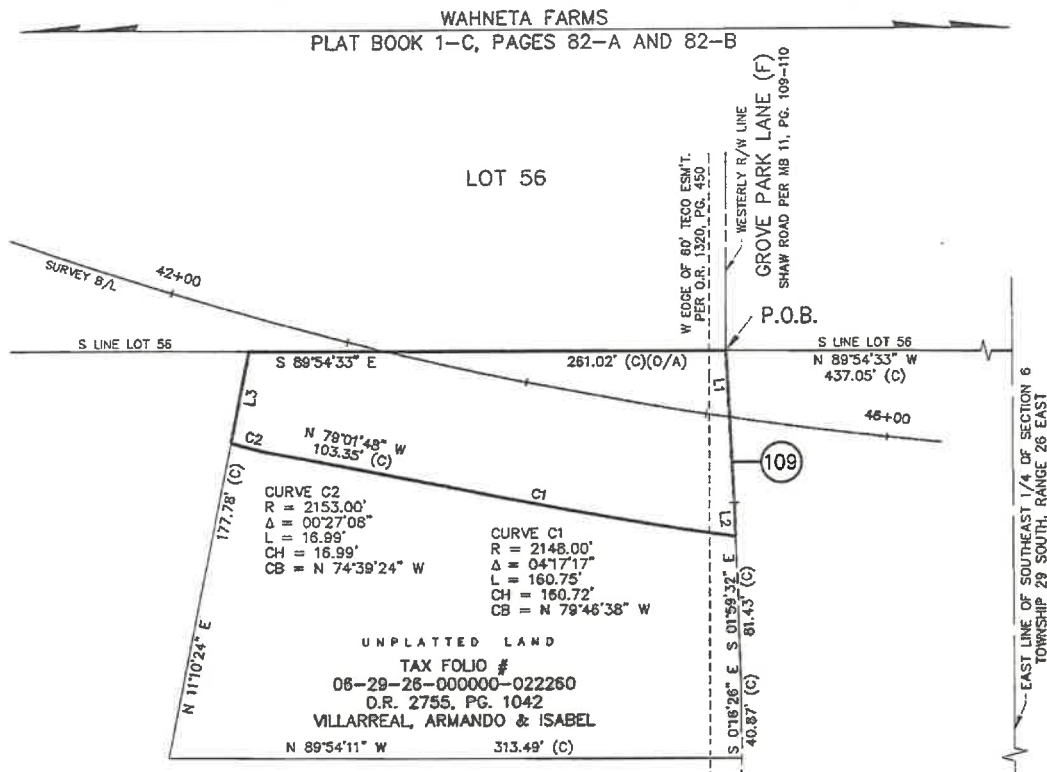 WAHNETA FARMS
PLAT BOOK 1-C, PAGES 82-A AND 82-B
LOT 56
W EDGE OF 60' TECO ESM'T.
PER O.R. 1320, PG. 450
WESTERLY R/W LINE
GROVE PARK LANE (F)
SHAW ROAD PER MB 11, PG. 109-110
SURVEY B/L
42+00
P.O.B.
S LINE LOT 56
S 89°54'33" E
261.02' (C)(O/A)
S LINE LOT 56
N 89°54'33" W
437.05' (C)
L3
L1
46+00
C2
N 79°01'48" W
103.35' (C)
C1
109
L2
177.78' (C)
N 11°10'24" E
CURVE C2
R = 2153.00'
Δ = 00°27'08"
L = 16.99'
CH = 16.99'
CB = N 74°39'24" W
CURVE C1
R = 2148.00'
Δ = 04°17'17"
L = 160.75'
CH = 160.72'
CB = N 79°46'38" W
S 01°59'32" E
81.43' (C)
S 0°16'26" E
40.87' (C)
UNPLATTED LAND
TAX FOLIO #
06-29-26-000000-022260
O.R. 2755, PG. 1042
VILLARREAL, ARMANDO & ISABEL
N 89°54'11" W
313.49' (C)
EAST LINE OF SOUTHEAST 1/4 OF SECTION 6
TOWNSHIP 29 SOUTH, RANGE 26 EAST